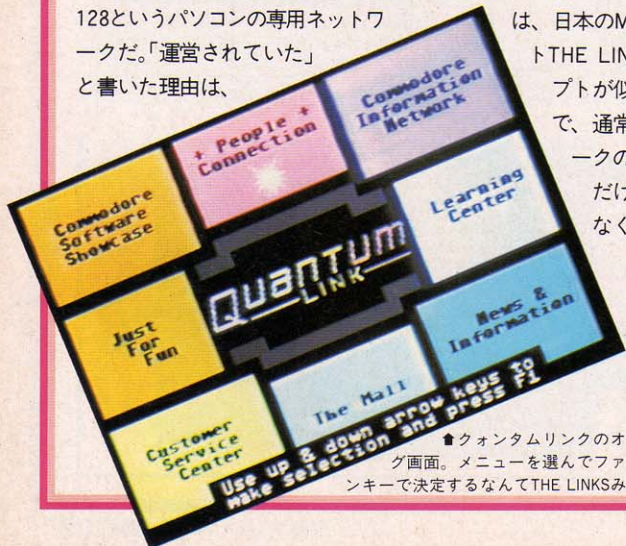 128というパソコンの専用ネットワ
ークだ。「運営されていた」
と書いた理由は、
は、日本のM
トTHE LIN
プトが似
で、通常
ークの
だけ
なく
+ People +
Connection
Commodore
Information
Network
Commodore
Software
Showcase
QUANTUM
LINK
Learning
Center
Just
For
Fun
News &
Information
Customer
Service
Center
The Mall
Use up & down arrow keys to
make selection and press F1
⬆クォンタムリンクのオ
グ画面。メニューを選んでファ
ンキーで決定するなんてTHE LINKSみ